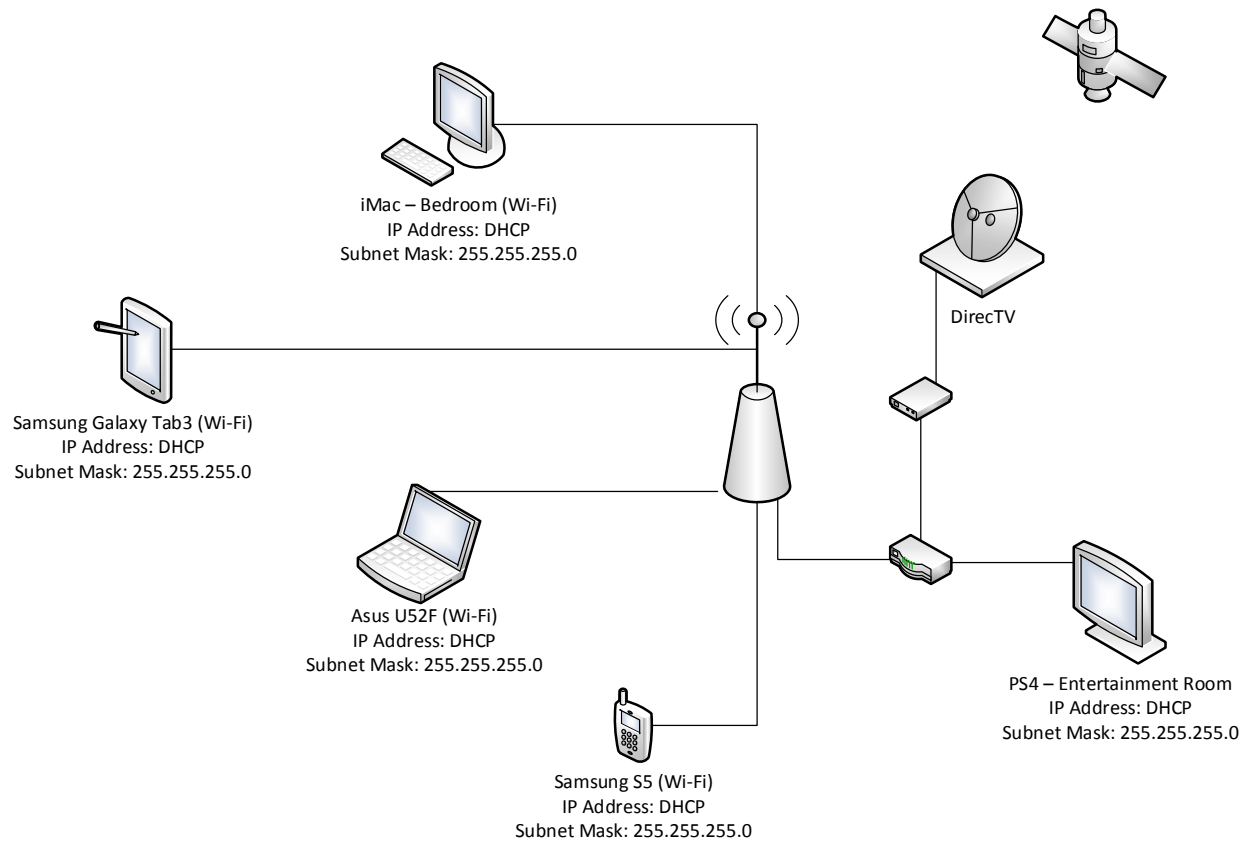 iMac – Bedroom (Wi-Fi)
IP Address: DHCP
Subnet Mask: 255.255.255.0
DirecTV
Samsung Galaxy Tab3 (Wi-Fi)
IP Address: DHCP
Subnet Mask: 255.255.255.0
Asus U52F (Wi-Fi)
IP Address: DHCP
Subnet Mask: 255.255.255.0
PS4 – Entertainment Room
IP Address: DHCP
Subnet Mask: 255.255.255.0
Samsung S5 (Wi-Fi)
IP Address: DHCP
Subnet Mask: 255.255.255.0